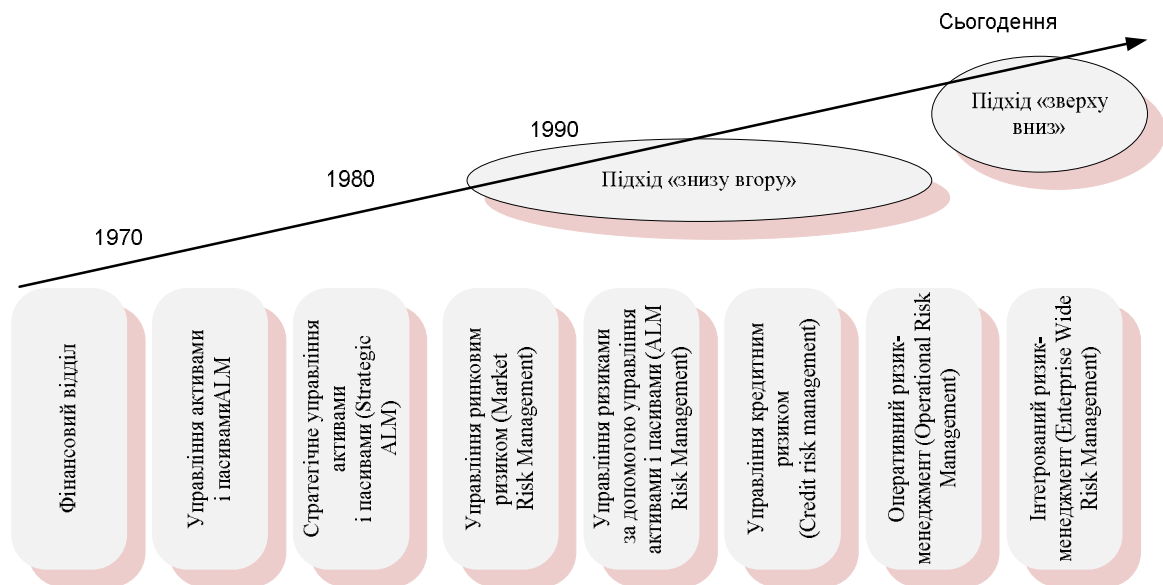 Сьогодення
Підхід «зверху
вниз»
1990
Підхід «знизу вгору»
1980
1970
Фінансовий відділ
Управління активами
і пасивамиALM
Стратегічне управління
активами
і пасивами (Strategic
ALM)
Управління ринковим
ризиком (Market
Risk Management)
Управління ризиками
за допомогою управління
активами і пасивами (ALM
Risk Management)
Управління кредитним
ризиком
(Credit risk management)
Оперативний ризик-
менеджмент (Operational Risk
Management)
Інтегрований ризик-
менеджмент (Enterprise Wide
Risk Management)